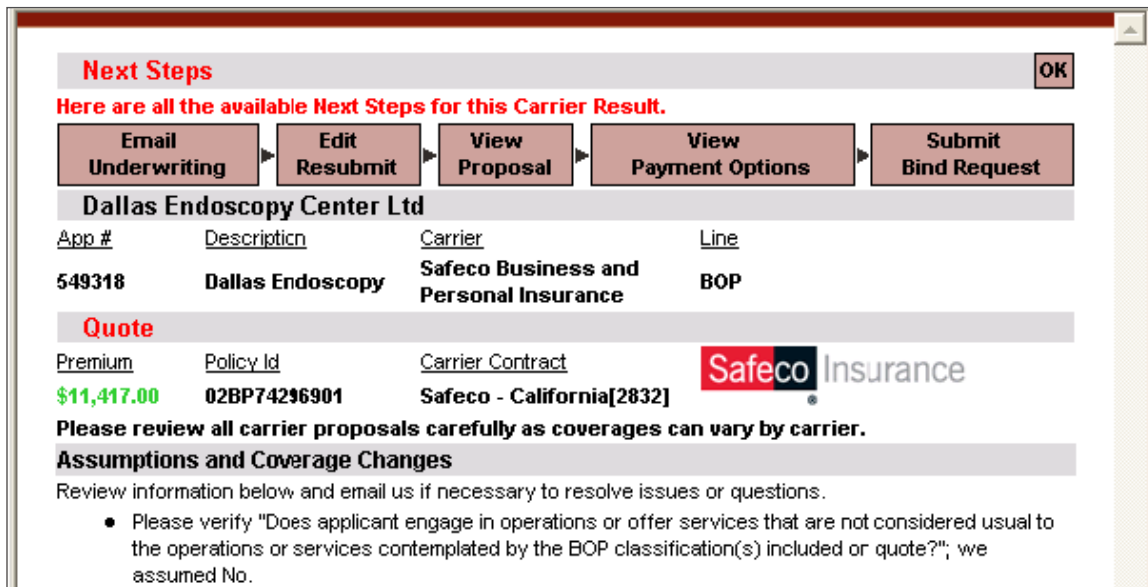 Next Steps
OK
Here are all the available Next Steps for this Carrier Result.
Email Underwriting
Edit Resubmit
View Proposal
View Payment Options
Submit Bind Request
Dallas Endoscopy Center Ltd
App # Description Carrier Line
549318 Dallas Endoscopy Safeco Business and Personal Insurance BOP
Quote
Premium Policy Id Carrier Contract
Safeco Insurance
®
$11,417.00 02BP74296901 Safeco - California[2832]
Please review all carrier proposals carefully as coverages can vary by carrier.
Assumptions and Coverage Changes
Review information below and email us if necessary to resolve issues or questions.
● Please verify "Does applicant engage in operations or offer services that are not considered usual to
the operations or services contemplated by the BOP classification(s) included on quote?"; we
assumed No.